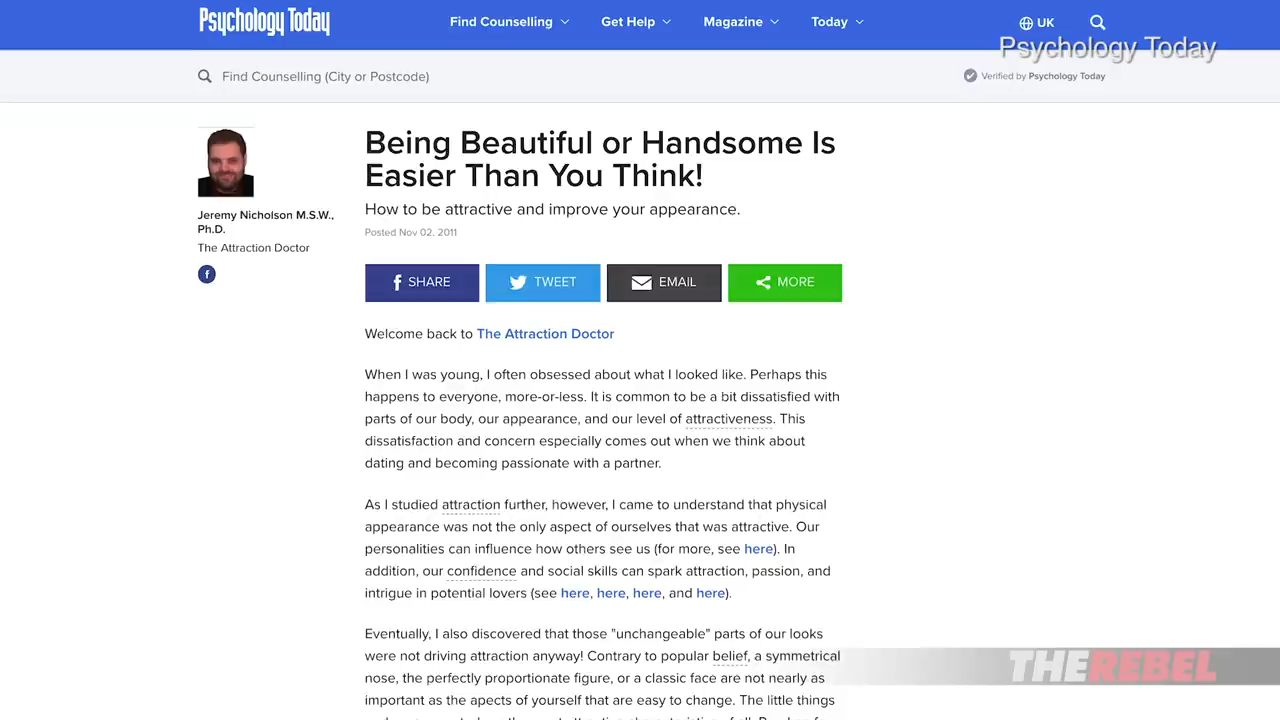 Psychology Today
Find Counselling
Get Help
Magazine
Today
UK
Psychology Today
Find Counselling (City or Postcode)
Verified by Psychology Today
Jeremy Nicholson M.S.W., Ph.D.
The Attraction Doctor
f
Being Beautiful or Handsome Is
Easier Than You Think!
How to be attractive and improve your appearance.
Posted Nov 02, 2011
SHARE
TWEET
EMAIL
MORE
Welcome back to The Attraction Doctor
When I was young, I often obsessed about what I looked like. Perhaps this
happens to everyone, more-or-less. It is common to be a bit dissatisfied with
parts of our body, our appearance, and our level of attractiveness. This
dissatisfaction and concern especially comes out when we think about
dating and becoming passionate with a partner.
As I studied attraction further, however, I came to understand that physical
appearance was not the only aspect of ourselves that was attractive. Our
personalities can influence how others see us (for more, see here). In
addition, our confidence and social skills can spark attraction, passion, and
intrigue in potential lovers (see here, here, here, and here).
Eventually, I also discovered that those "unchangeable" parts of our looks
were not driving attraction anyway! Contrary to popular belief, a symmetrical
nose, the perfectly proportionate figure, or a classic face are not nearly as
important as the aspects of yourself that are easy to change. The little things
THE REBEL